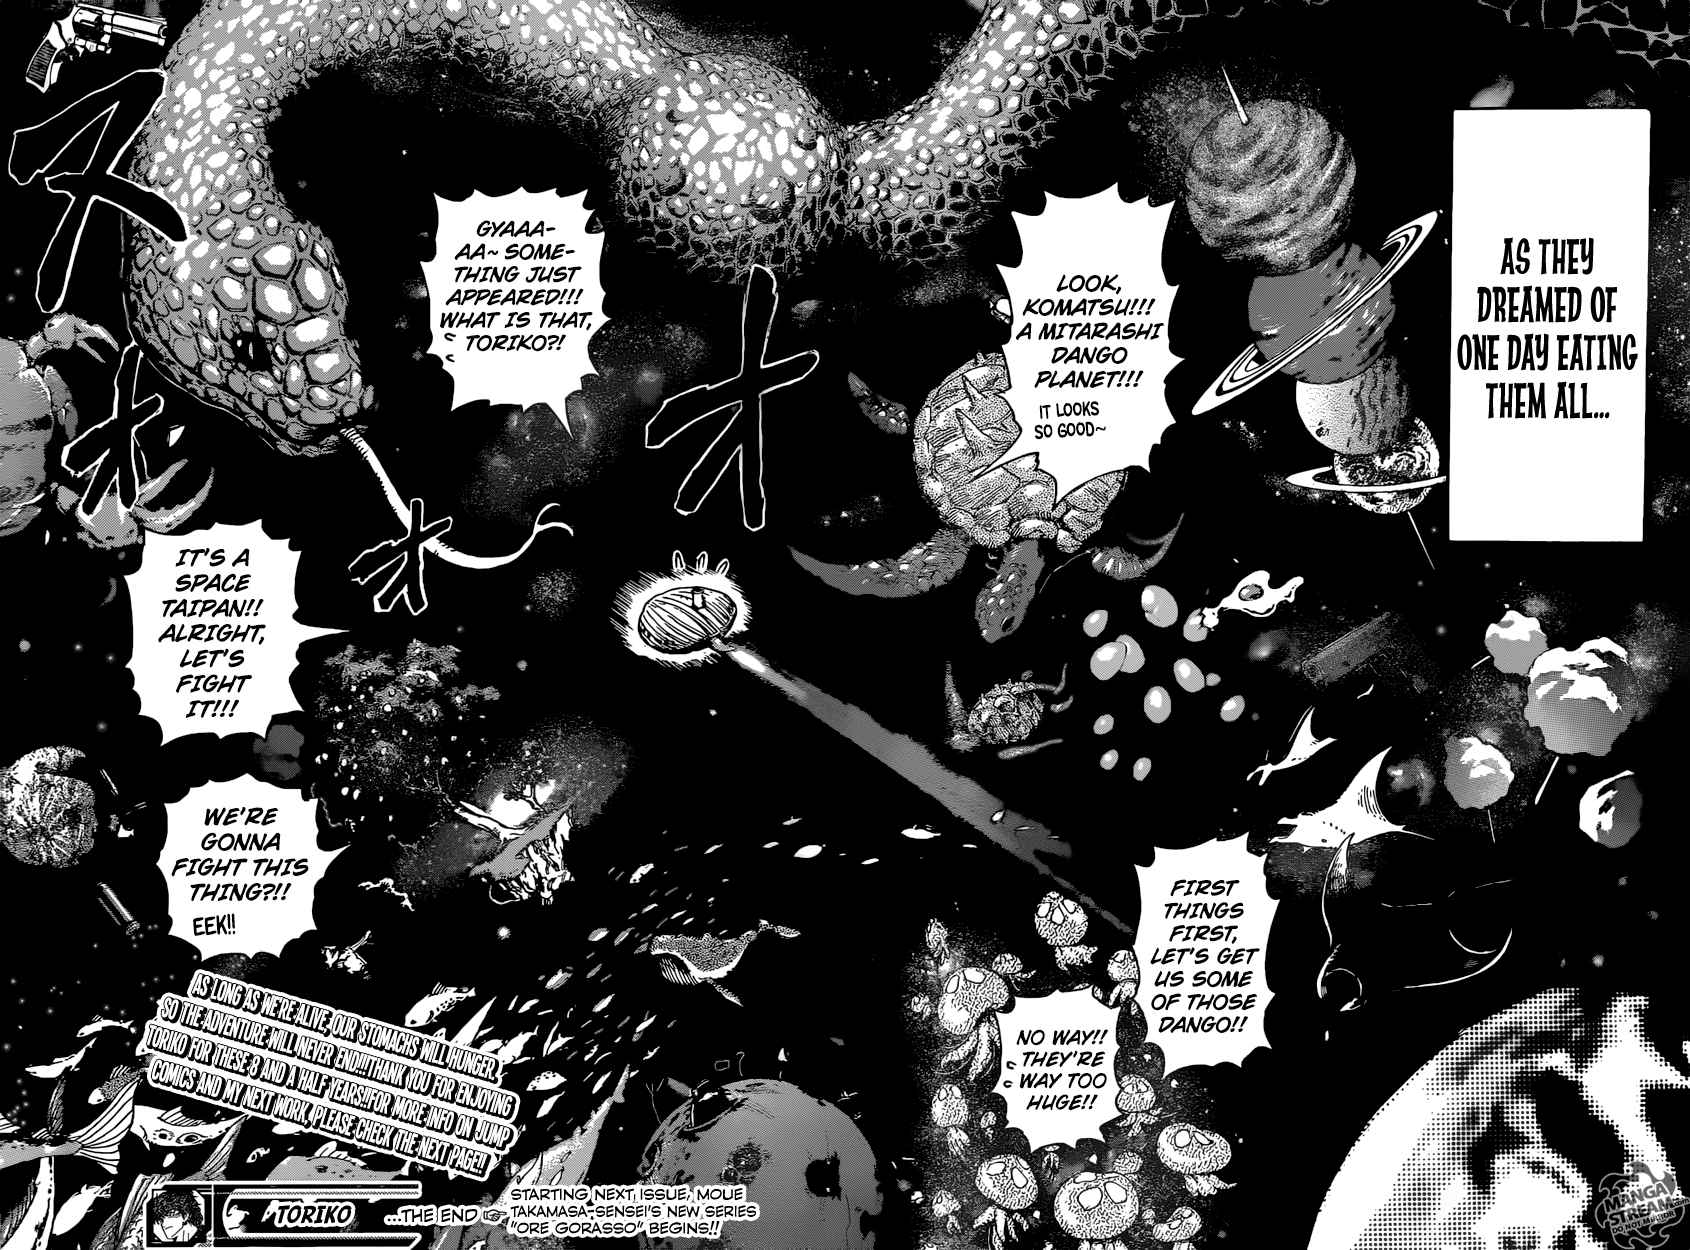 AS THEY
DREAMED OF
ONE DAY EATING
THEM ALL...
LOOK,
KOMATSU!!!
A MITARASHI
DANGO
PLANET!!!
IT LOOKS
SO GOOD~
FIRST
THINGS
FIRST,
LET'S GET
US SOME
OF THOSE
DANGO!!
NO WAY!!
THEY'RE
WAY TOO
HUGE!!
GYAAA-
AA~ SOME-
THING JUST
APPEARED!!!
WHAT IS THAT,
TORIKO?!
オ
ズ
オ
オ
IT'S A
SPACE
TAIPAN!!
ALRIGHT,
LET'S
FIGHT
IT!!!
WE'RE
GONNA
FIGHT THIS
THING?!!
EEK!!
AS LONG AS WE'RE ALIVE, OUR STOMACHS WILL HUNGER,
SO THE ADVENTURE WILL NEVER END!!!THANK YOU FOR ENJOYING
TORIKO FOR THESE 8 AND A HALF YEARS!!FOR MORE INFO ON JUMP
COMICS AND MY NEXT WORK, PLEASE CHECK THE NEXT PAGE!!
TORIKO ...THE END ☞
STARTING NEXT ISSUE, MOUE
TAKAMASA-SENSEI'S NEW SERIES
"ORE GORASSO" BEGINS!!
MANGA
STREAM